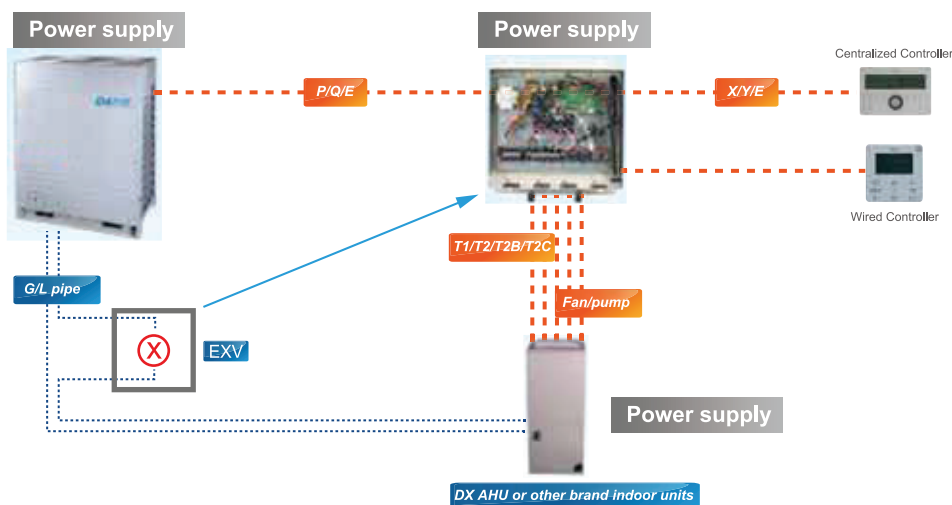 Power supply
Power supply
Centralized Controller
P/Q/E
X/Y/E
Wired Controller
T1/T2/T2B/T2C
G/L pipe
Fan/pump
X
EXV
Power supply
DX AHU or other brand indoor units